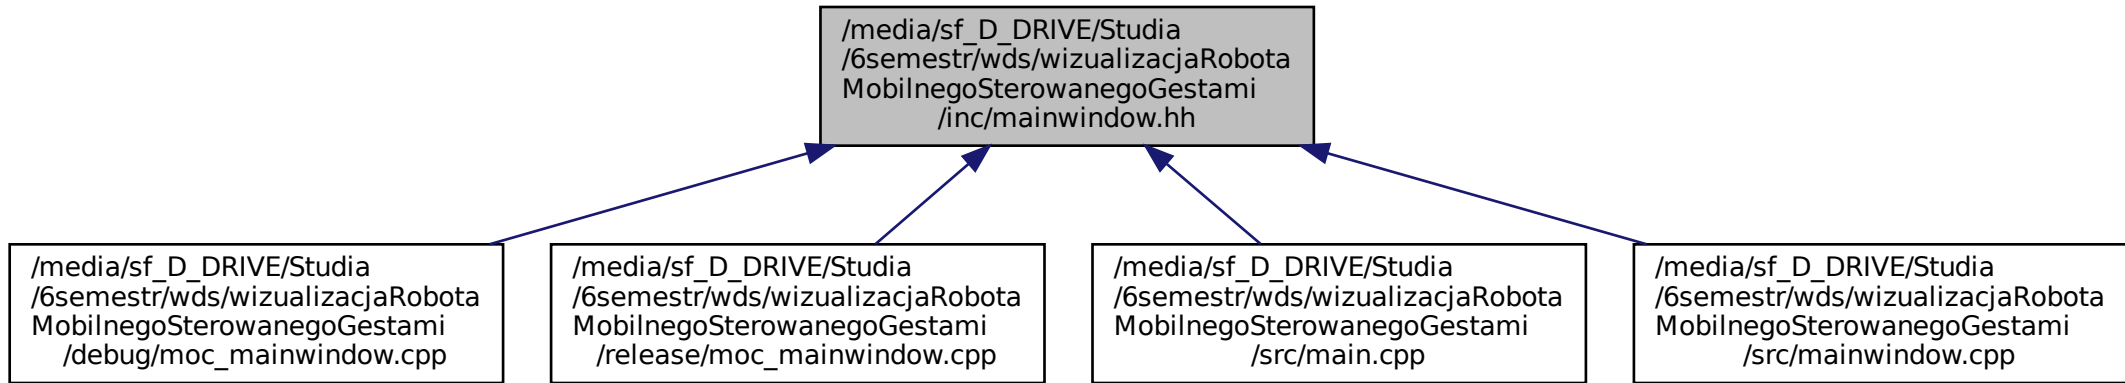 /media/sf_D_DRIVE/Studia
/6semestr/wds/wizualizacjaRobota
MobilnegoSterowanegoGestami
/inc/mainwindow.hh
/media/sf_D_DRIVE/Studia
/6semestr/wds/wizualizacjaRobota
MobilnegoSterowanegoGestami
/debug/moc_mainwindow.cpp
/media/sf_D_DRIVE/Studia
/6semestr/wds/wizualizacjaRobota
MobilnegoSterowanegoGestami
/release/moc_mainwindow.cpp
/media/sf_D_DRIVE/Studia
/6semestr/wds/wizualizacjaRobota
MobilnegoSterowanegoGestami
/src/main.cpp
/media/sf_D_DRIVE/Studia
/6semestr/wds/wizualizacjaRobota
MobilnegoSterowanegoGestami
/src/mainwindow.cpp